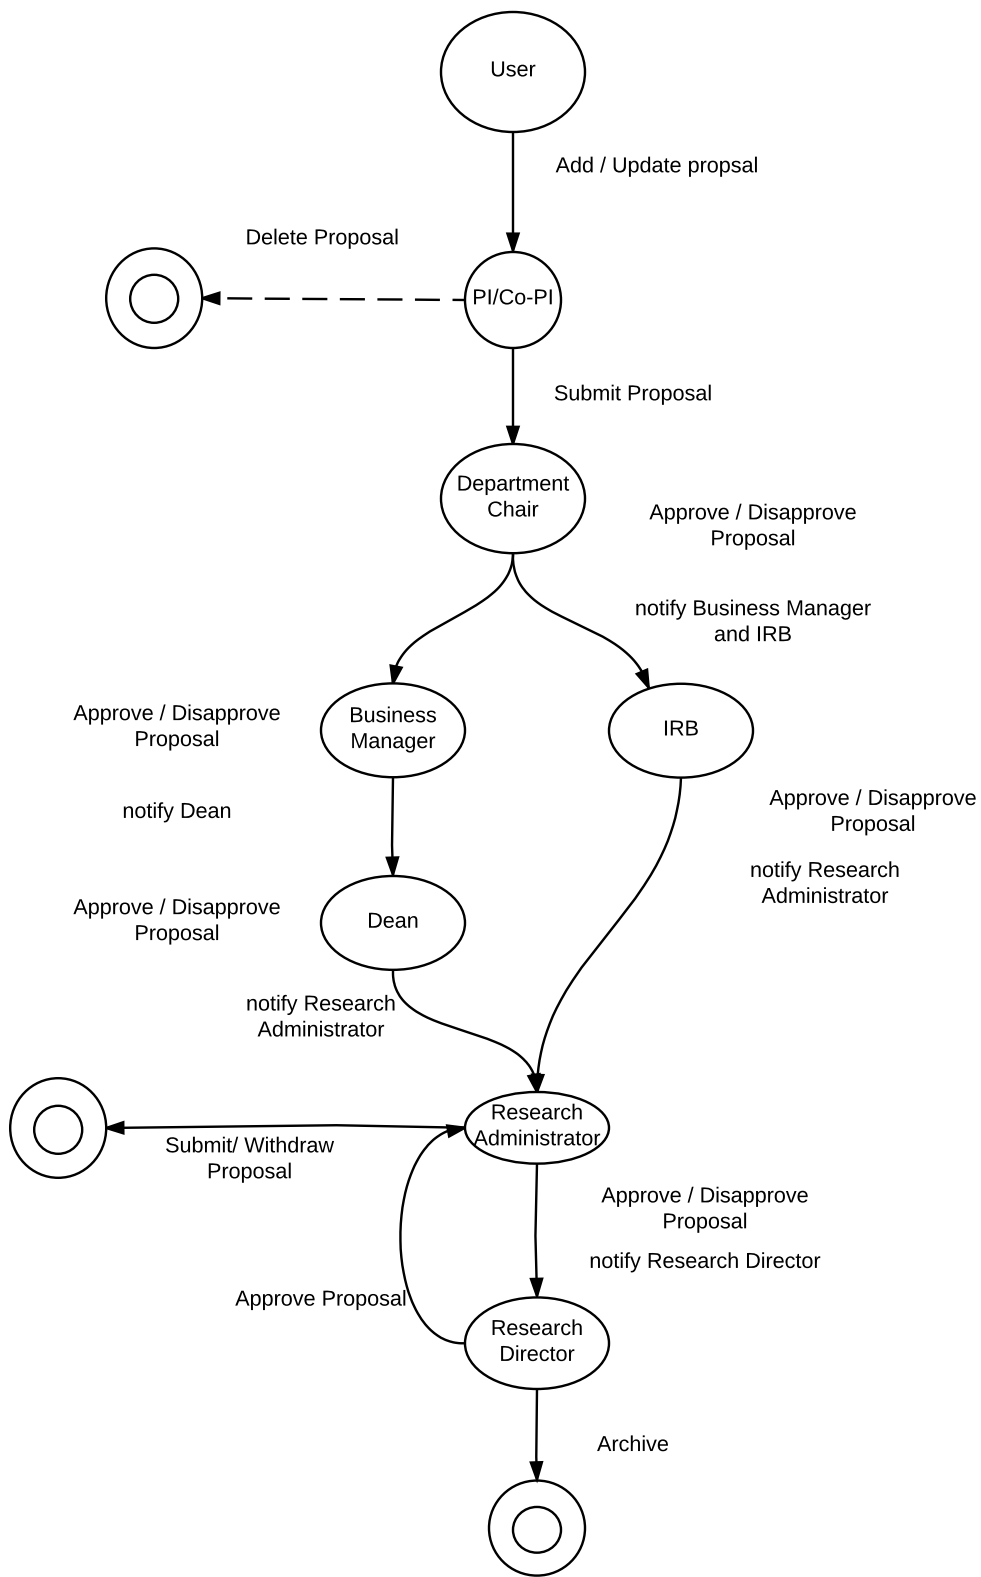 User
Add / Update propsal
Delete Proposal
PI/Co-PI
Submit Proposal
Department
Chair
Approve / Disapprove
Proposal
notify Business Manager
and IRB
Approve / Disapprove
Proposal
Business
Manager
IRB
notify Dean
Approve / Disapprove
Proposal
notify Research
Administrator
Approve / Disapprove
Proposal
Dean
notify Research
Administrator
Research
Administrator
Submit/ Withdraw
Proposal
Approve / Disapprove
Proposal
notify Research Director
Approve Proposal
Research
Director
Archive